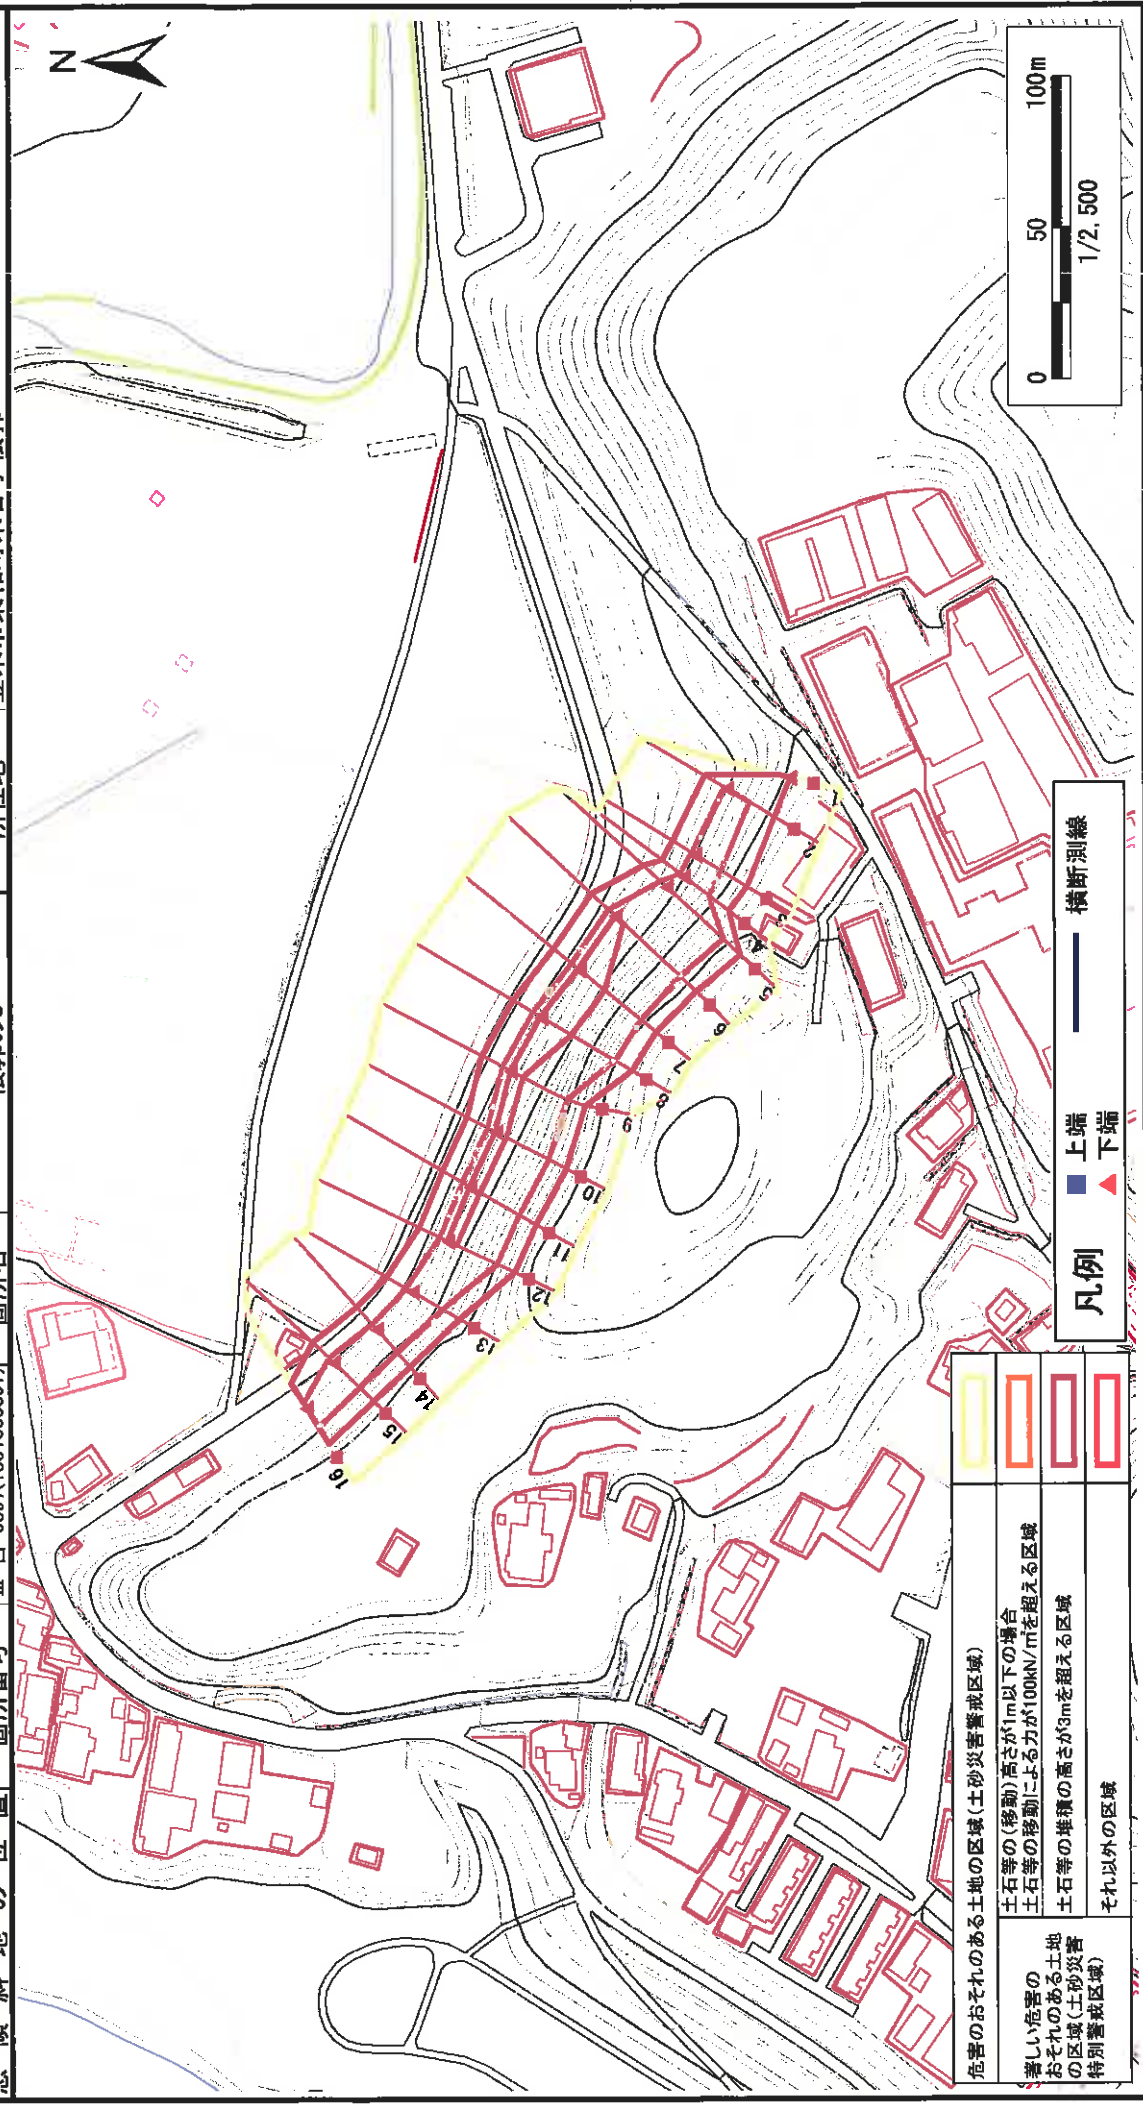 N
16
15
14
13
12
11
10
9
8
7
6
5
4
3
2
危害のおそれのある土地の区域(土砂災害警戒区域)
著しい危害の
おそれのある土地
の区域(土砂災害
特別警戒区域)
土石等の(移動)高さが1m以下の場合
土石等の移動による力が100kN/㎡を超える区域
土石等の堆積の高さが3mを超える区域
それ以外の区域
凡例
上端
下端
横断測線
0 50 100m
1/2,500